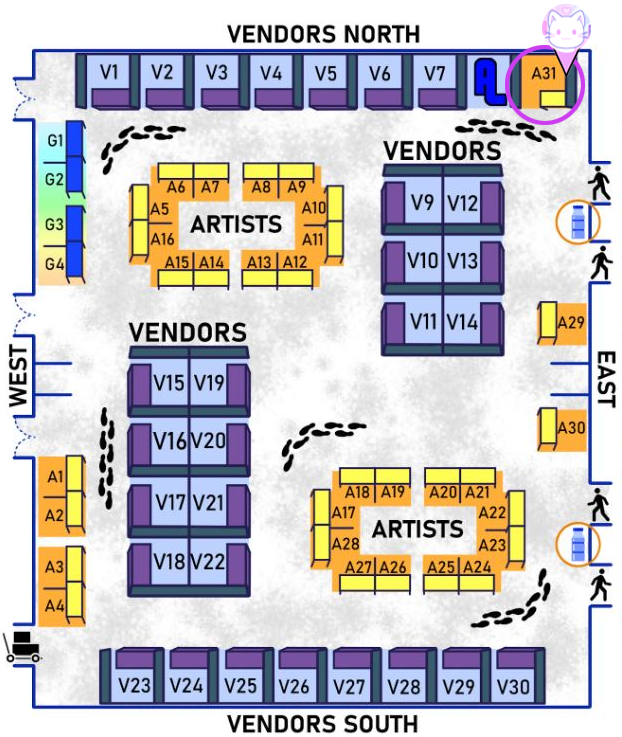 VENDORS NORTH
V1 V2 V3 V4 V5 V6 V7 A31
G1
G2
G3
G4
A6 A7 A8 A9
A5 A10
ARTISTS
A16 A11
A15 A14 A13 A12
VENDORS
V9 V12
V10 V13
V11 V14
A29
WEST
EAST
VENDORS
V15 V19
V16 V20
V17 V21
V18 V22
A30
A1
A2
A3
A4
A18 A19 A20 A21
A17 A22
ARTISTS
A28 A23
A27 A26 A25 A24
V23 V24 V25 V26 V27 V28 V29 V30
VENDORS SOUTH